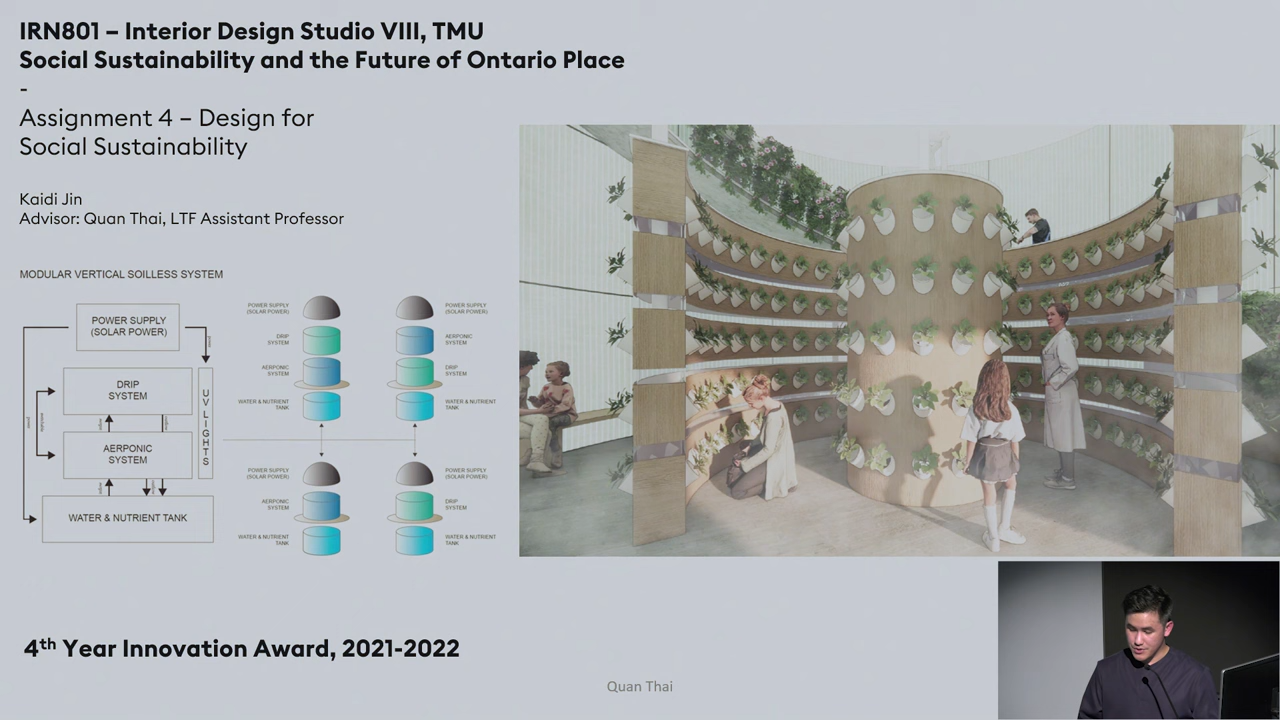 IRN801 – Interior Design Studio VIII, TMU
Social Sustainability and the Future of Ontario Place
-
Assignment 4 – Design for
Social Sustainability
Kaidi Jin
Advisor: Quan Thai, LTF Assistant Professor
MODULAR VERTICAL SOILLESS SYSTEM
POWER SUPPLY
(SOLAR POWER)
DRIP
SYSTEM
AERPONIC
SYSTEM
UV LIGHTS
WATER & NUTRIENT TANK
POWER SUPPLY
(SOLAR POWER)
DRIP
SYSTEM
AERPONIC
SYSTEM
WATER & NUTRIENT
TANK
POWER SUPPLY
(SOLAR POWER)
AERPONIC
SYSTEM
DRIP
SYSTEM
WATER & NUTRIENT
TANK
POWER SUPPLY
(SOLAR POWER)
AERPONIC
SYSTEM
WATER & NUTRIENT
TANK
POWER SUPPLY
(SOLAR POWER)
DRIP
SYSTEM
WATER & NUTRIENT
TANK
4th Year Innovation Award, 2021-2022
Quan Thai